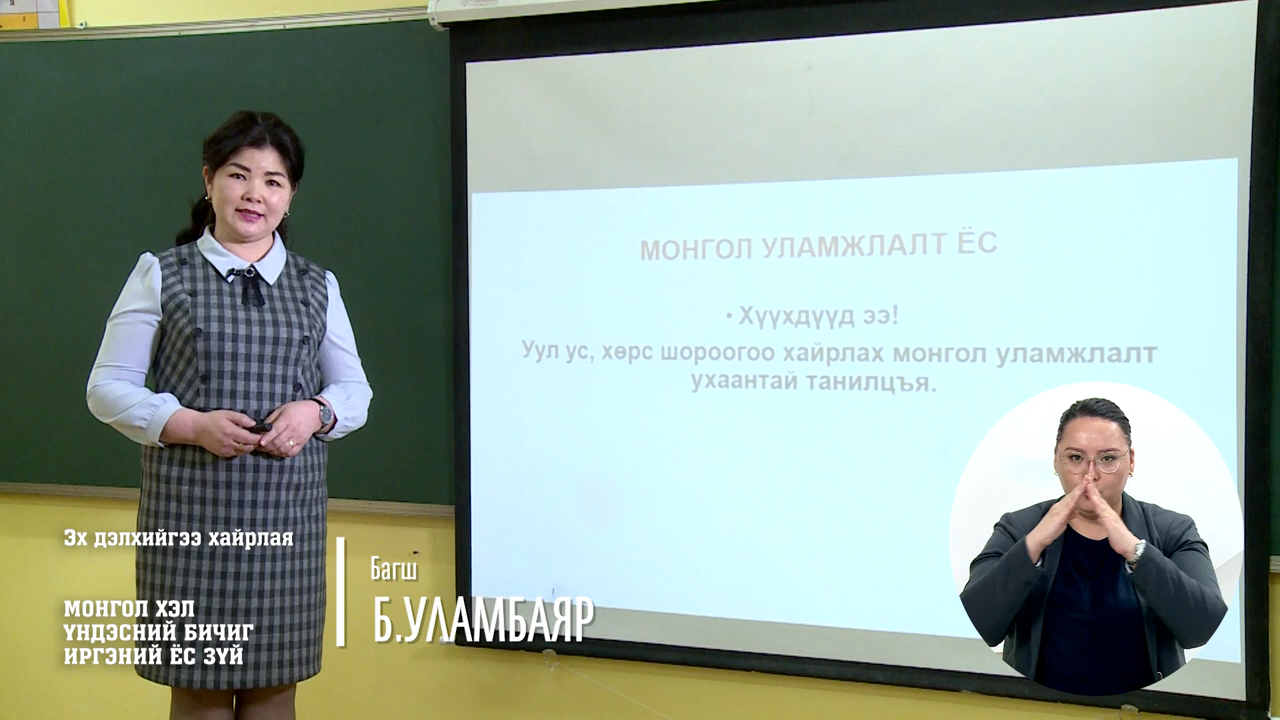 МОНГОЛ УЛАМЖЛАЛТ ЁС
• Хүүхдүүд ээ!
Уул ус, хөрс шороогоо хайрлах монгол уламжлалт
ухаантай танилцъя.
Эх дэлхийгээ хайрлая
МОНГОЛ ХЭЛ
ҮНДЭСНИЙ БИЧИГ
ИРГЭНИЙ ЁС ЗҮЙ
Багш
Б.УЛАМБАЯР